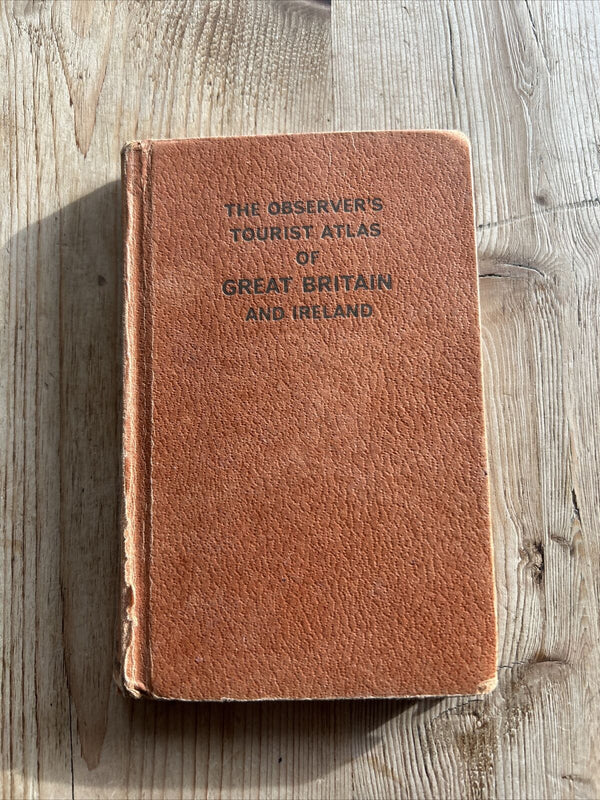 THE OBSERVER'S
TOURIST ATLAS
OF
GREAT BRITAIN
AND IRELAND